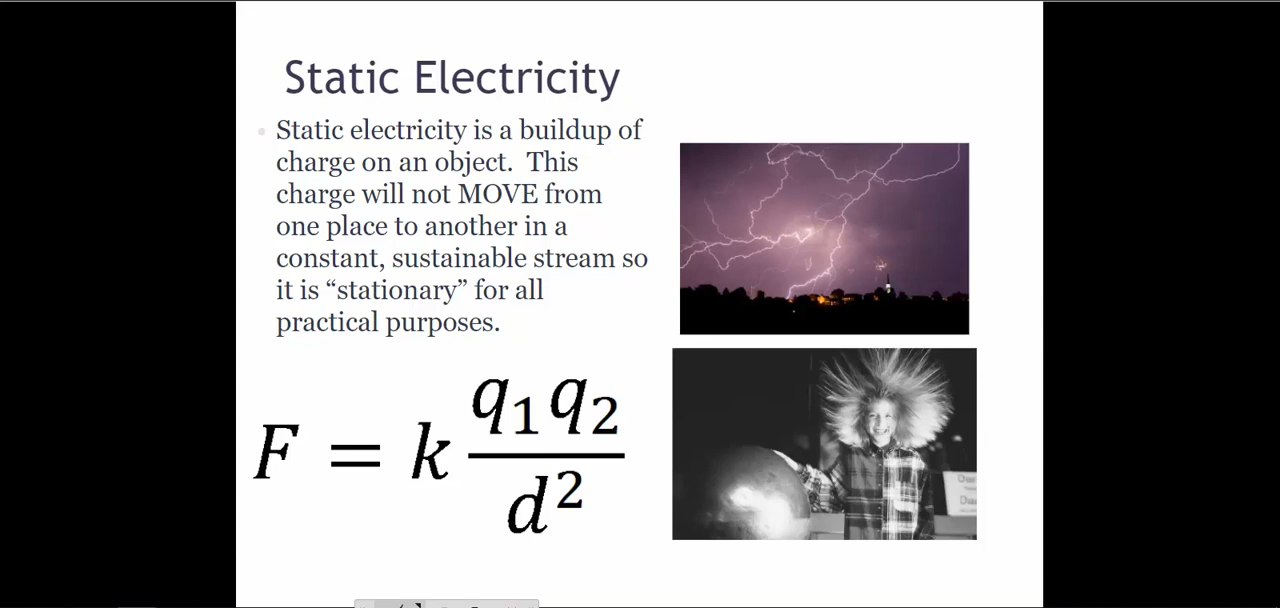 Static Electricity
Static electricity is a buildup of
charge on an object.  This
charge will not MOVE from
one place to another in a
constant, sustainable stream so
it is “stationary” for all
practical purposes.
F = k q₁q₂ / d²